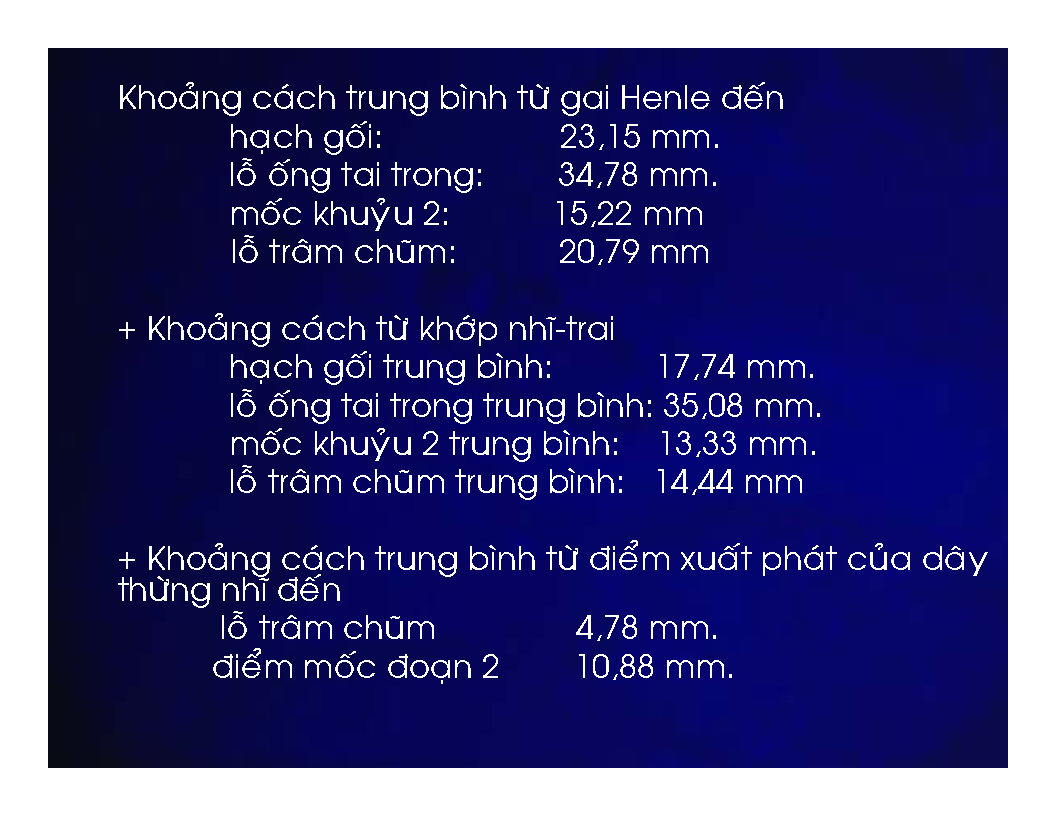 Khoảng cách trung bình từ gai Henle đến
hạch gối: 23,15 mm.
lỗ ống tai trong: 34,78 mm.
mốc khuỷu 2: 15,22 mm
lỗ trâm chũm: 20,79 mm
+ Khoảng cách từ khớp nhĩ-trai
hạch gối trung bình: 17,74 mm.
lỗ ống tai trong trung bình: 35,08 mm.
mốc khuỷu 2 trung bình: 13,33 mm.
lỗ trâm chũm trung bình: 14,44 mm
+ Khoảng cách trung bình từ điểm xuất phát của dây
thừng nhĩ đến
lỗ trâm chũm 4,78 mm.
điểm mốc đoạn 2 10,88 mm.